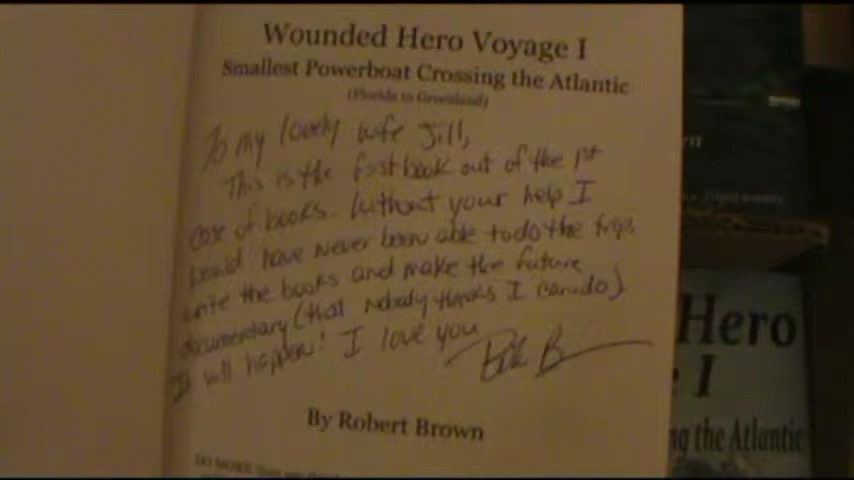 Wounded Hero Voyage I
Smallest Powerboat Crossing the Atlantic
(Florida to Greenland)
To my lovely wife Jill,
This is the first book out of the 1st
case of books. Without your help I
would have never been able to do the trip,
write the books and make the future
documentary (that nobody thinks I can do)
It will happen! I love you
By Robert Brown
DO MORE
Hero
I
the Atlantic